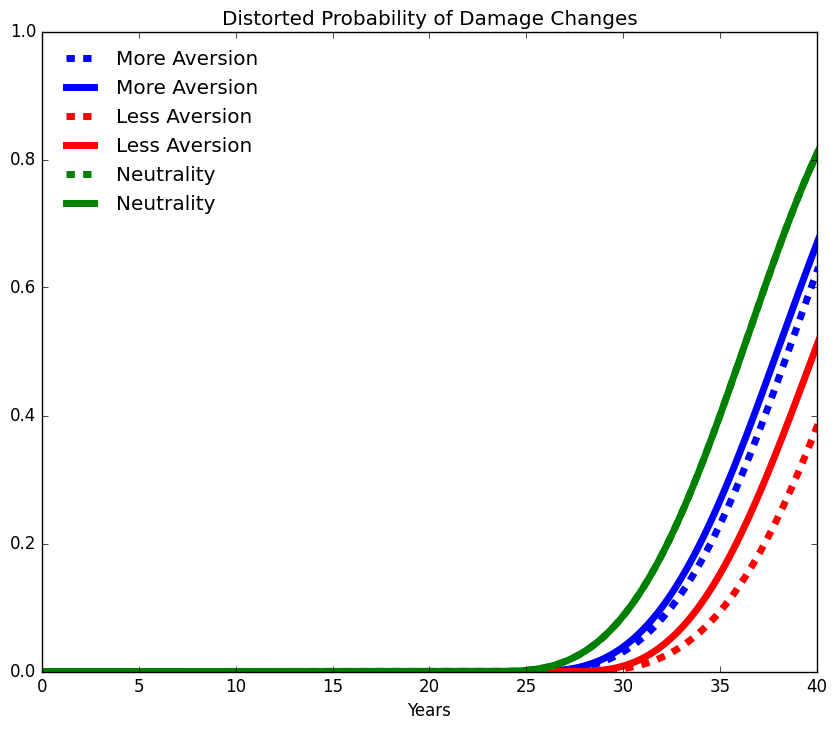 Distorted Probability of Damage Changes
1.0
0.8
0.6
0.4
0.2
0.0
More Aversion
More Aversion
Less Aversion
Less Aversion
Neutrality
Neutrality
0 5 10 15 20 25 30 35 40
Years